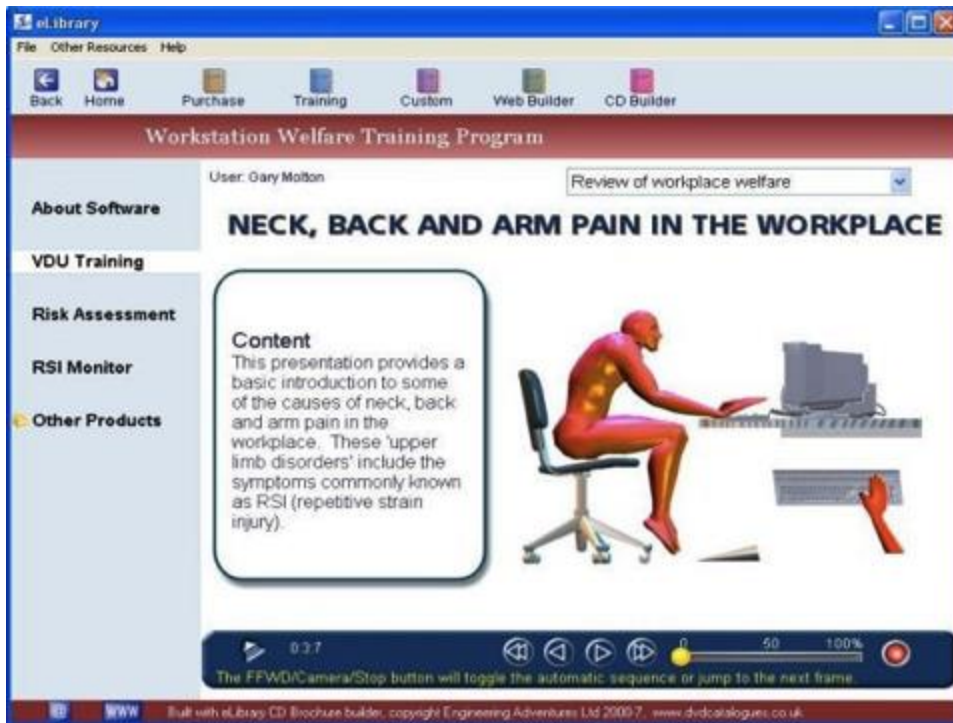 eLibrary
File Other Resources Help
Back Home Purchase Training Custom Web Builder CD Builder
Workstation Welfare Training Program
User: Gary Molton
Review of workplace welfare
About Software
VDU Training
Risk Assessment
RSI Monitor
Other Products
NECK, BACK AND ARM PAIN IN THE WORKPLACE
Content
This presentation provides a
basic introduction to some
of the causes of neck, back
and arm pain in the
workplace. These 'upper
limb disorders' include the
symptoms commonly known
as RSI (repetitive strain
injury).
0:3:7
0 50 100%
The FFWD/Camera/Stop button will toggle the automatic sequence or jump to the next frame.
WWW Built with eLibrary CD Brochure builder, copyright Engineering Adventures Ltd 2000-7, www.dvdcatalogues.co.uk